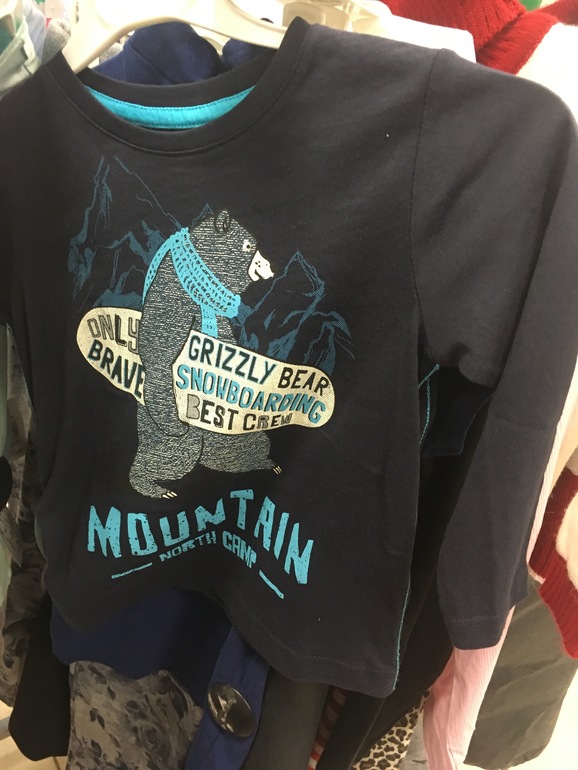 ONLY
BRAVE
GRIZZLY BEAR
SNOWBOARDING
BEST CREW
MOUNTAIN
NORTH CAMP